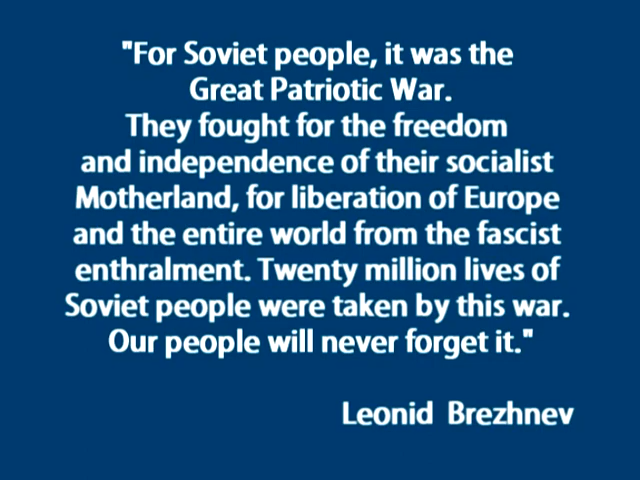 "For Soviet people, it was the
Great Patriotic War.
They fought for the freedom
and independence of their socialist
Motherland, for liberation of Europe
and the entire world from the fascist
enthralment. Twenty million lives of
Soviet people were taken by this war.
Our people will never forget it."
Leonid Brezhnev